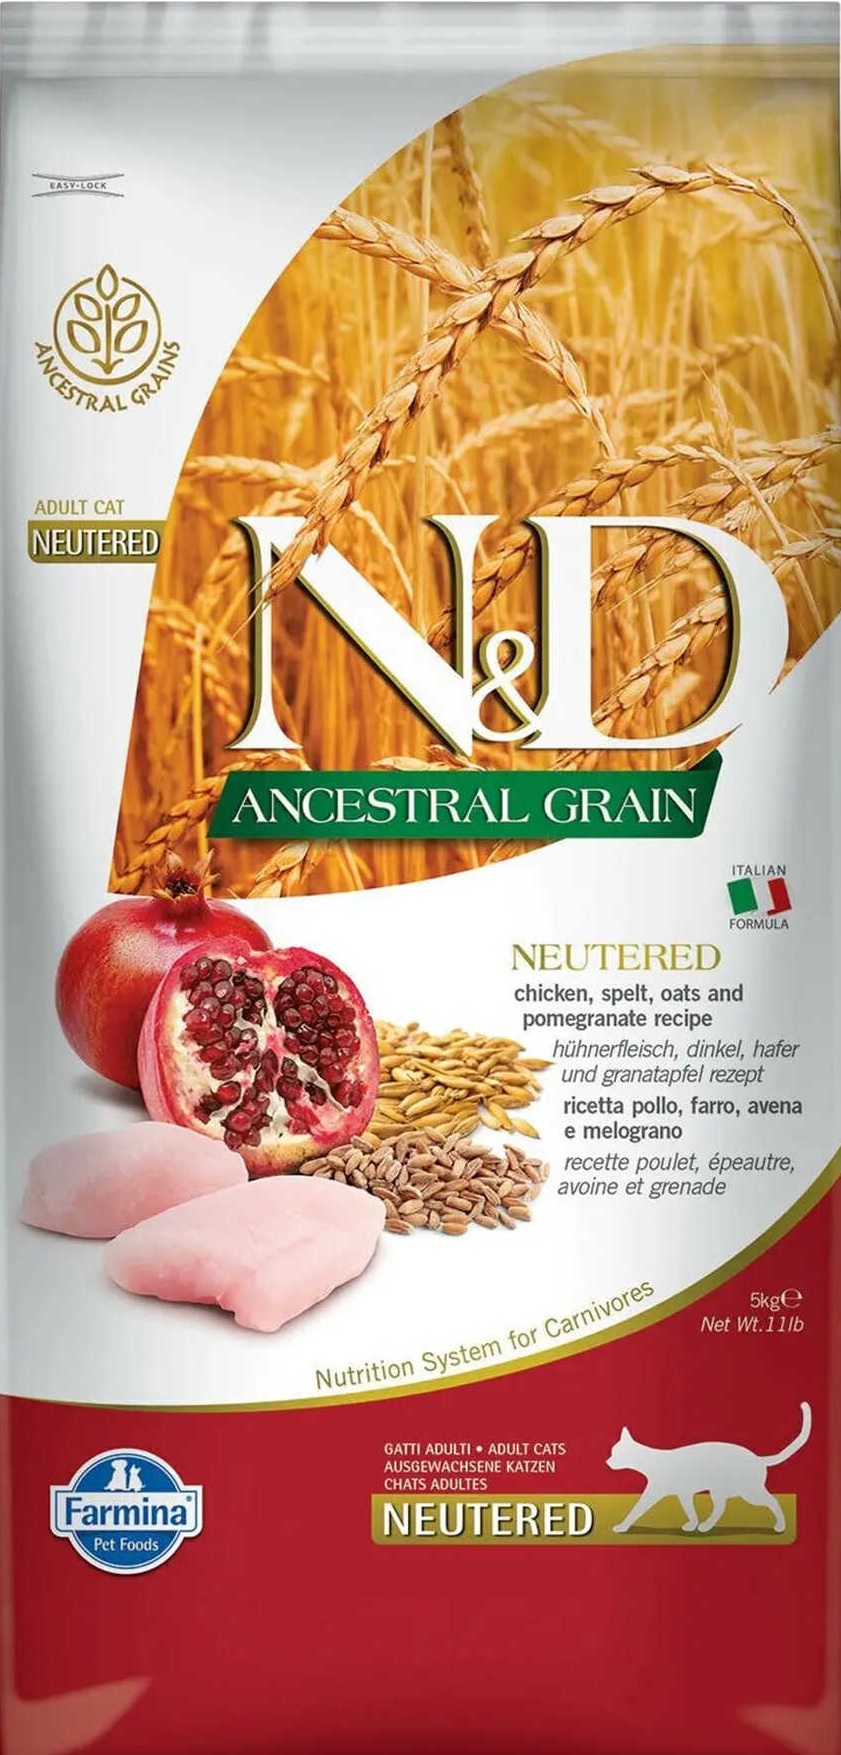 EASY-LOCK
ANCESTRAL GRAINS
ADULT CAT
NEUTERED
N&D
ANCESTRAL GRAIN
ITALIAN
FORMULA
NEUTERED
chicken, spelt, oats and
pomegranate recipe
hühnerfleisch, dinkel, hafer
und granatapfel rezept
ricetta pollo, farro, avena
e melograno
recette poulet, épeautre,
avoine et grenade
5kg℮
Net Wt.11lb
Nutrition System for Carnivores
GATTI ADULTI • ADULT CATS
AUSGEWACHSENE KATZEN
CHATS ADULTES
NEUTERED
Farmina®
Pet Foods